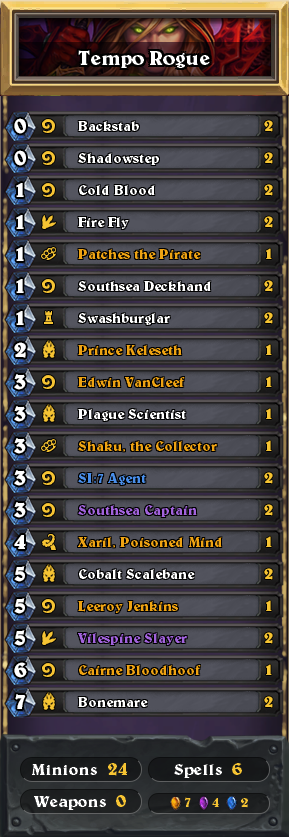 Tempo Rogue
0 Backstab 2
0 Shadowstep 2
1 Cold Blood 2
1 Fire Fly 2
1 Patches the Pirate 1
1 Southsea Deckhand 2
1 Swashburglar 2
2 Prince Keleseth 1
3 Edwin VanCleef 1
3 Plague Scientist 1
3 Shaku, the Collector 1
3 SI:7 Agent 2
3 Southsea Captain 2
4 Xaril, Poisoned Mind 1
5 Cobalt Scalebane 2
5 Leeroy Jenkins 1
5 Vilespine Slayer 2
6 Cairne Bloodhoof 1
7 Bonemare 2
Minions 24 Spells 6
Weapons 0 7 4 2